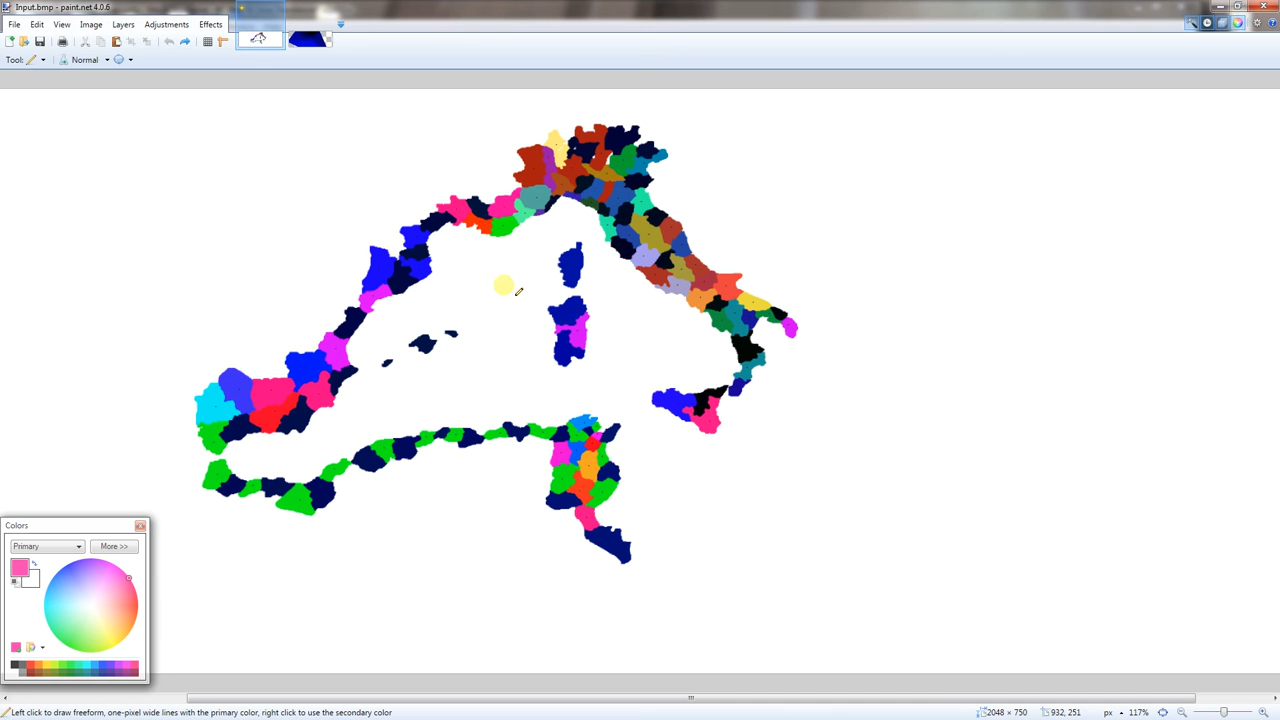 Input.bmp - paint.net 4.0.6
File Edit View Image Layers Adjustments Effects
Tool: Normal
Colors
Primary More >>
Left click to draw freeform, one-pixel wide lines with the primary color, right click to use the secondary color 2048 × 750 932, 251 px 117%